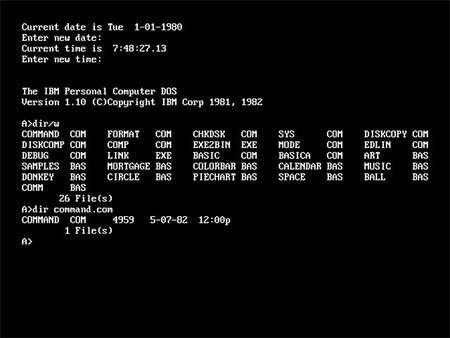 Current date is Tue  1-01-1980
Enter new date:
Current time is  7:48:27.13
Enter new time:
The IBM Personal Computer DOS
Version 1.10 (C)Copyright IBM Corp 1981, 1982
A>dir/w
COMMAND  COM    FORMAT   COM    CHKDSK   COM    SYS      COM    DISKCOPY COM
DISKCOMP COM    COMP     COM    EXE2BIN  EXE    MODE     COM    EDLIN    COM
DEBUG    COM    LINK     EXE    BASIC    COM    BASICA   COM    ART      BAS
SAMPLES  BAS    MORTGAGE BAS    COLORBAR BAS    CALENDAR BAS    MUSIC    BAS
DONKEY   BAS    CIRCLE   BAS    PIECHART BAS    SPACE    BAS    BALL     BAS
COMM     BAS
26 File(s)
A>dir command.com
COMMAND  COM     4959   5-07-82  12:00p
1 File(s)
A>